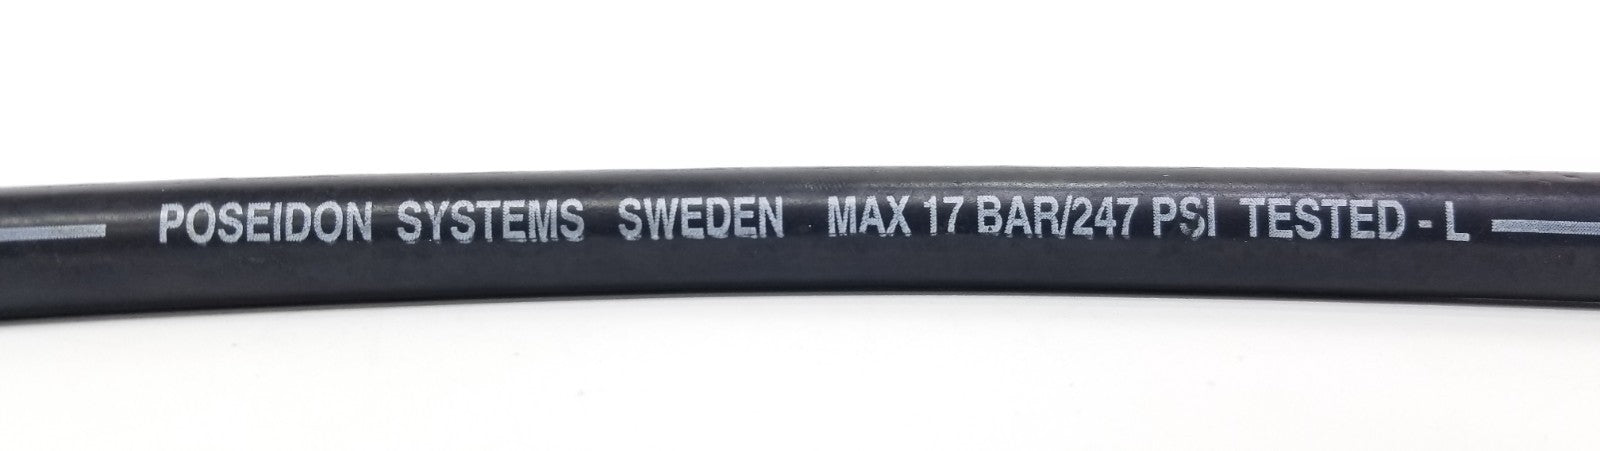 POSEIDON SYSTEMS SWEDEN MAX 17 BAR/247 PSI TESTED - L